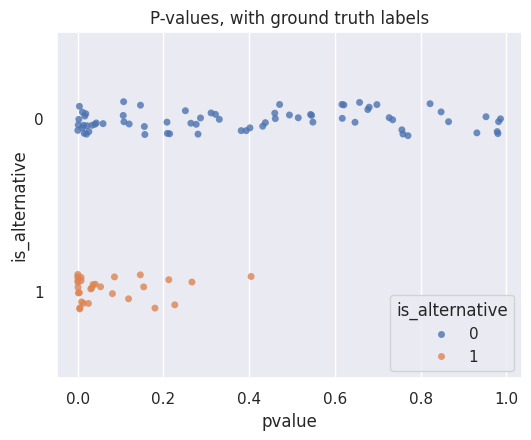 P-values, with ground truth labels
is_alternative
0
1
is_alternative
0
1
0.0 0.2 0.4 0.6 0.8 1.0
pvalue